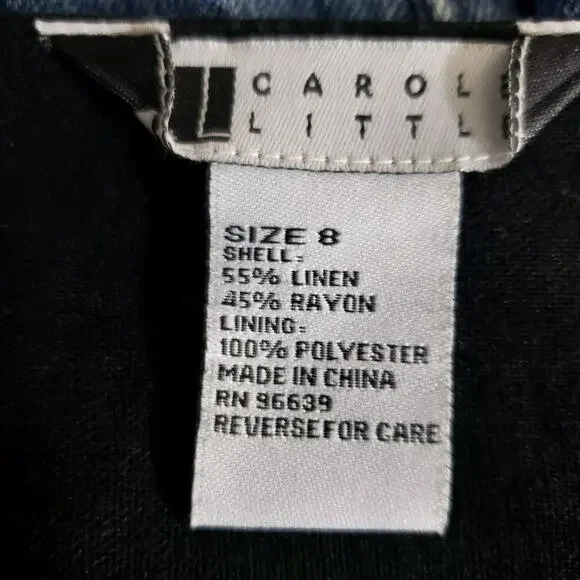 CAROLE
LITTLE
SIZE 8
SHELL:
55% LINEN
45% RAYON
LINING:
100% POLYESTER
MADE IN CHINA
RN 96639
REVERSE FOR CARE